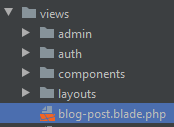 views
admin
auth
components
layouts
blog-post.blade.php